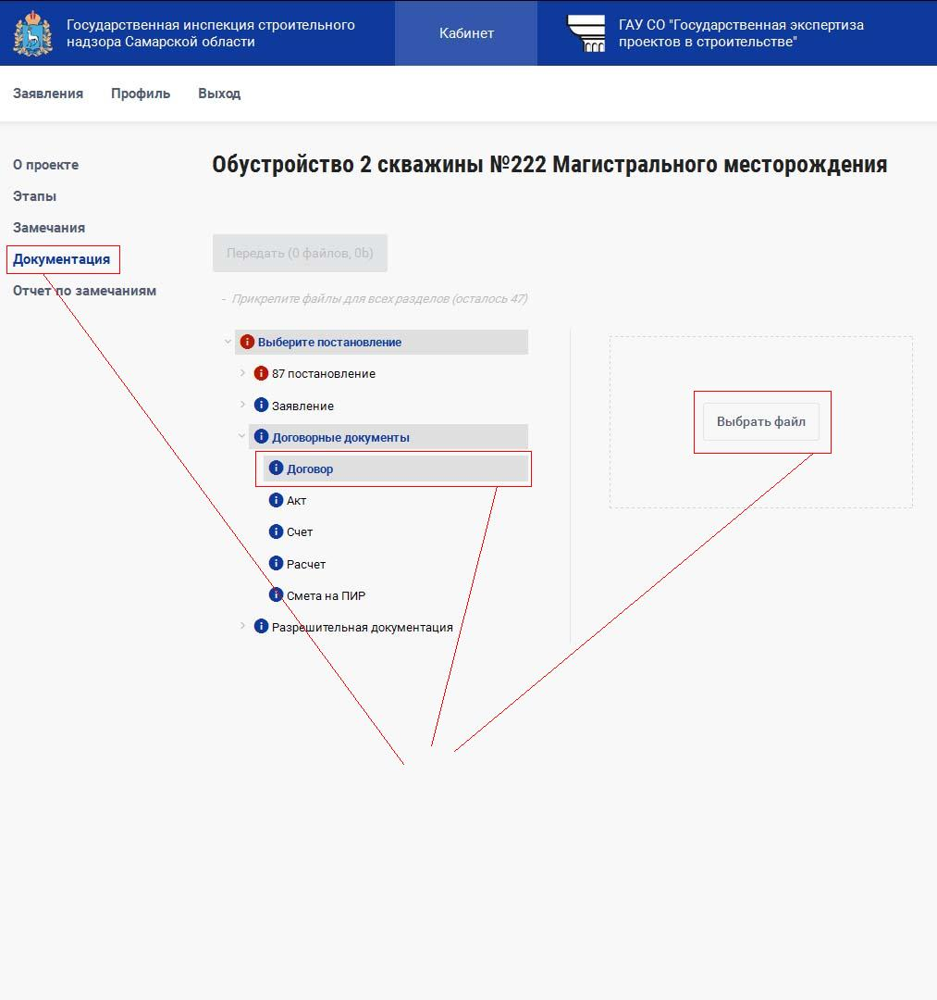 Государственная инспекция строительного
надзора Самарской области
Кабинет
ГАУ СО "Государственная экспертиза
проектов в строительстве"
Заявления Профиль Выход
О проекте
Этапы
Замечания
Документация
Отчет по замечаниям
Обустройство 2 скважины №222 Магистрального месторождения
Передать (0 файлов, 0b)
- Прикрепите файлы для всех разделов (осталось 47)
Выберите постановление
87 постановление
Заявление
Договорные документы
Договор
Акт
Счет
Расчет
Смета на ПИР
Разрешительная документация
Выбрать файл